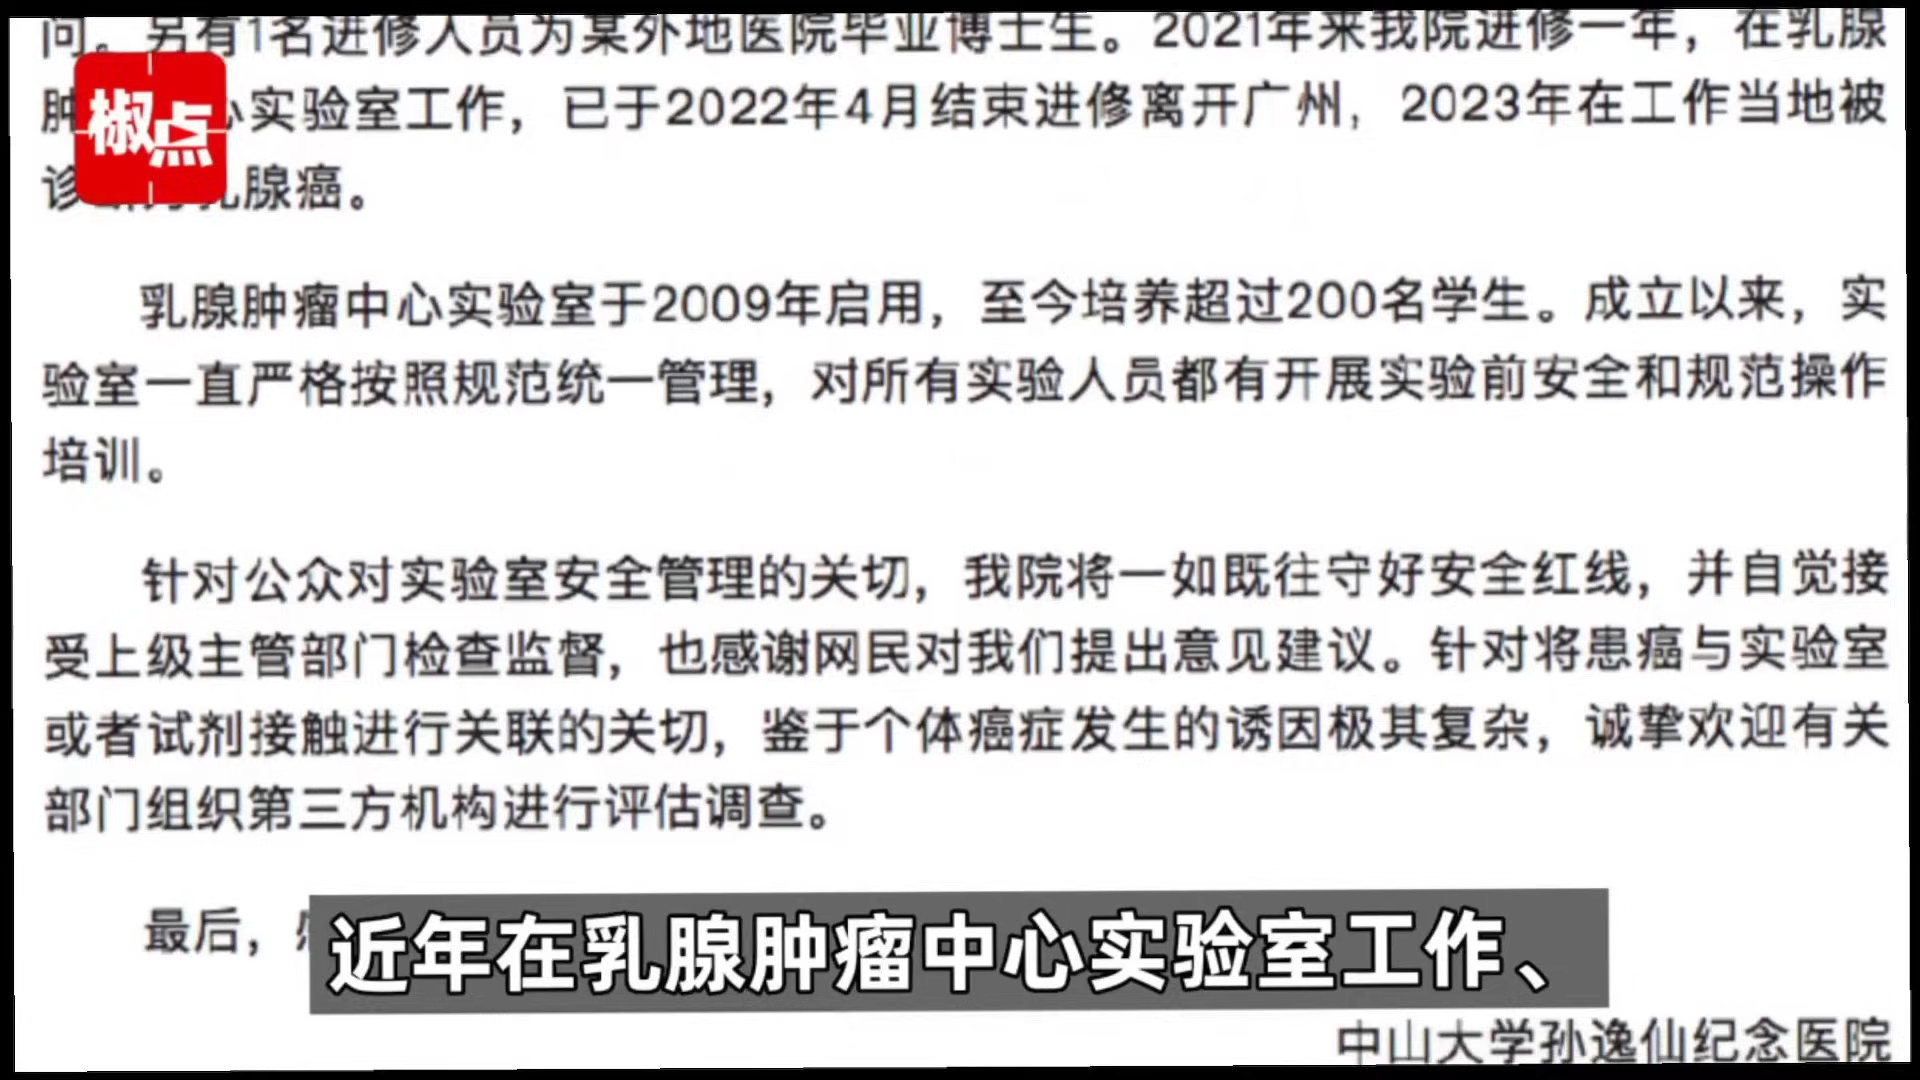 问。另有1名进修人员为某外地医院毕业博士生。2021年来我院进修一年，在乳腺
肿 心实验室工作，已于2022年4月结束进修离开广州，2023年在工作当地被
诊 乳腺癌。
椒点
乳腺肿瘤中心实验室于2009年启用，至今培养超过200名学生。成立以来，实
验室一直严格按照规范统一管理，对所有实验人员都有开展实验前安全和规范操作
培训。
针对公众对实验室安全管理的关切，我院将一如既往守好安全红线，并自觉接
受上级主管部门检查监督，也感谢网民对我们提出意见建议。针对将患癌与实验室
或者试剂接触进行关联的关切，鉴于个体癌症发生的诱因极其复杂，诚挚欢迎有关
部门组织第三方机构进行评估调查。
最后，
近年在乳腺肿瘤中心实验室工作、
中山大学孙逸仙纪念医院